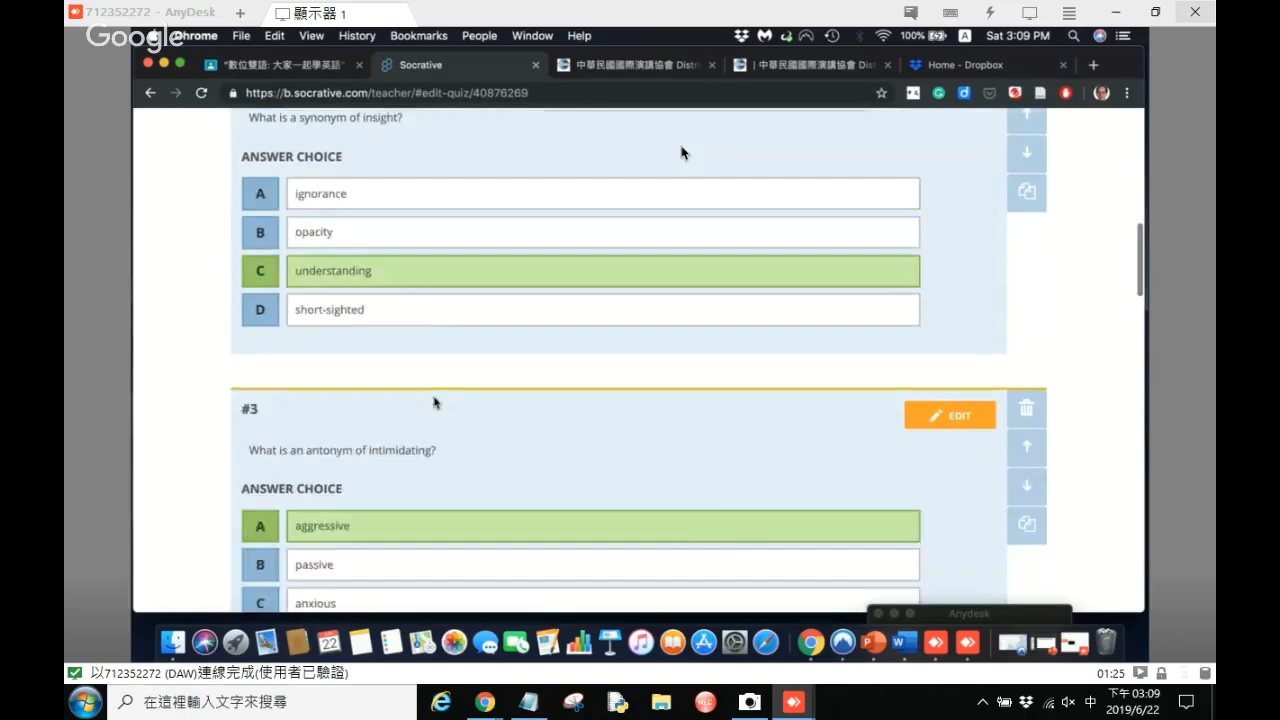 712352272 - AnyDesk
顯示器 1
Google
Chrome File Edit View History Bookmarks People Window Help
100%
Sat 3:09 PM
"數位雙語: 大家一起學英語"
Socrative
中華民國國際演講協會 Distri
| 中華民國國際演講協會 Dist
Home - Dropbox
https://b.socrative.com/teacher/#edit-quiz/40876269
What is a synonym of insight?
ANSWER CHOICE
A ignorance
B opacity
C understanding
D short-sighted
#3
EDIT
What is an antonym of intimidating?
ANSWER CHOICE
A aggressive
B passive
C anxious
Anydesk
22
以712352272 (DAW)連線完成(使用者已驗證)
01:25
在這裡輸入文字來搜尋
REC
中
下午 03:09
2019/6/22